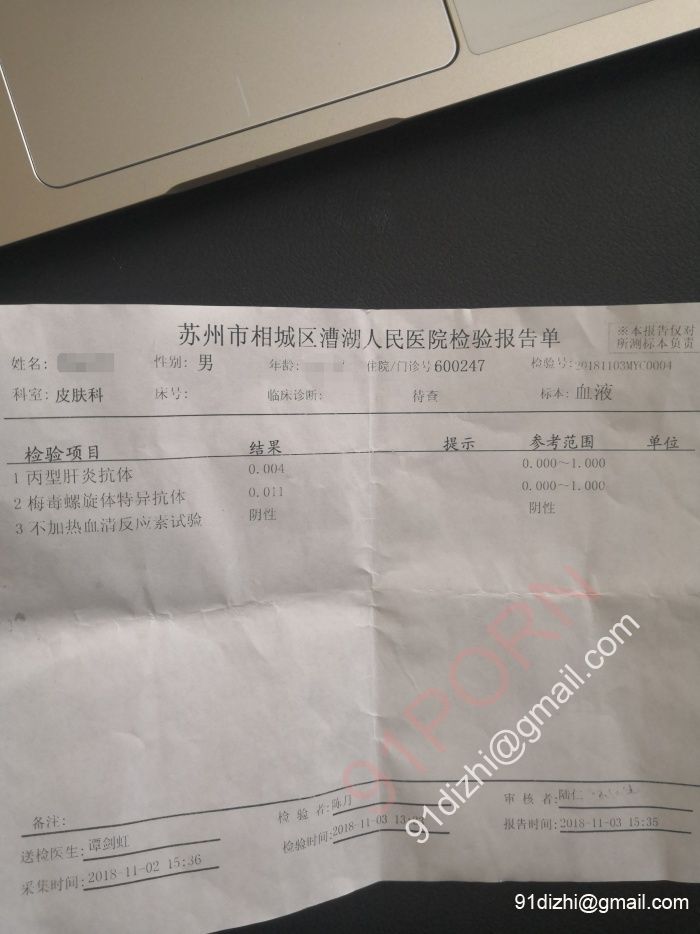 苏州市相城区漕湖人民医院检验报告单
※本报告仅对
所测标本负责
姓名: 性别: 男 年龄: 住院/门诊号 600247 检验号: 20181103MYC0004
科室: 皮肤科 床号: 临床诊断: 待查 标本: 血液
检验项目 结果 提示 参考范围 单位
1 丙型肝炎抗体 0.004 0.000~1.000
2 梅毒螺旋体特异抗体 0.011 0.000~1.000
3 不加热血清反应素试验 阴性 阴性
91PORN
91dizhi@gmail.com
备注: 检 验 者: 陈月 审 核 者: 陆仁
送检医生: 谭剑虹 检验时间: 2018-11-03 报告时间: 2018-11-03 15:35
采集时间: 2018-11-02 15:36
91dizhi@gmail.com